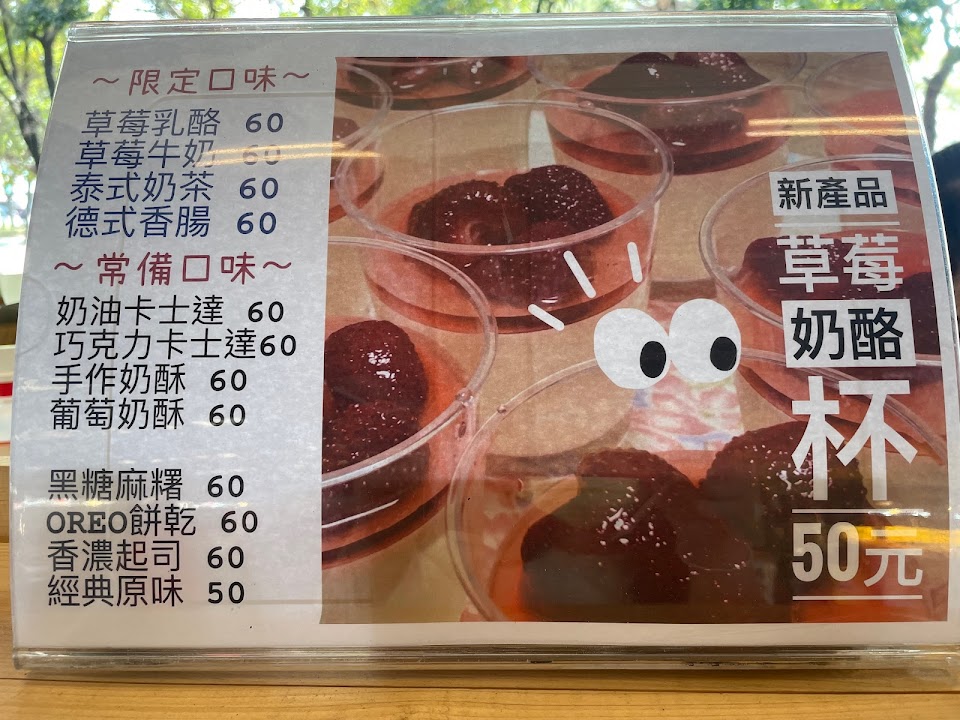 ～限定口味～
草莓乳酪 60
草莓牛奶 60
泰式奶茶 60
德式香腸 60
～常備口味～
奶油卡士達 60
巧克力卡士達60
手作奶酥 60
葡萄奶酥 60
黑糖麻糬 60
OREO餅乾 60
香濃起司 60
經典原味 50
新產品
草莓
奶酪
杯
50元